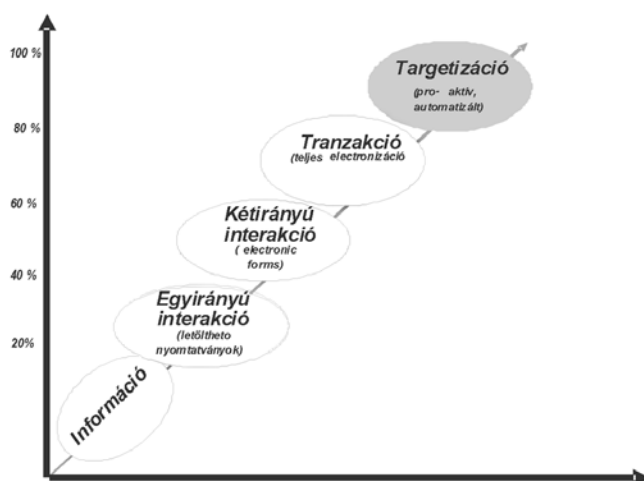 100 %
Targetizáció
(pro- aktív,
automatizált)
80 %
Tranzakció
(teljes electronizáció
60 %
Kétirányú
interakció
( electronic
forms)
40 %
Egyirányú
interakció
(letöltheto
nyomtatványok)
20%
Információ